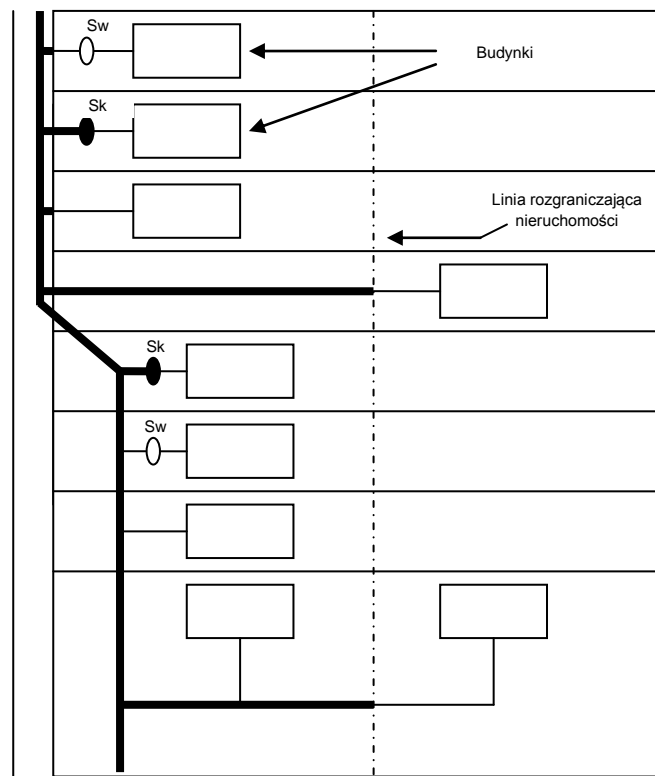 Sw
Budynki
Sk
Linia rozgraniczająca
nieruchomości
Sk
Sw